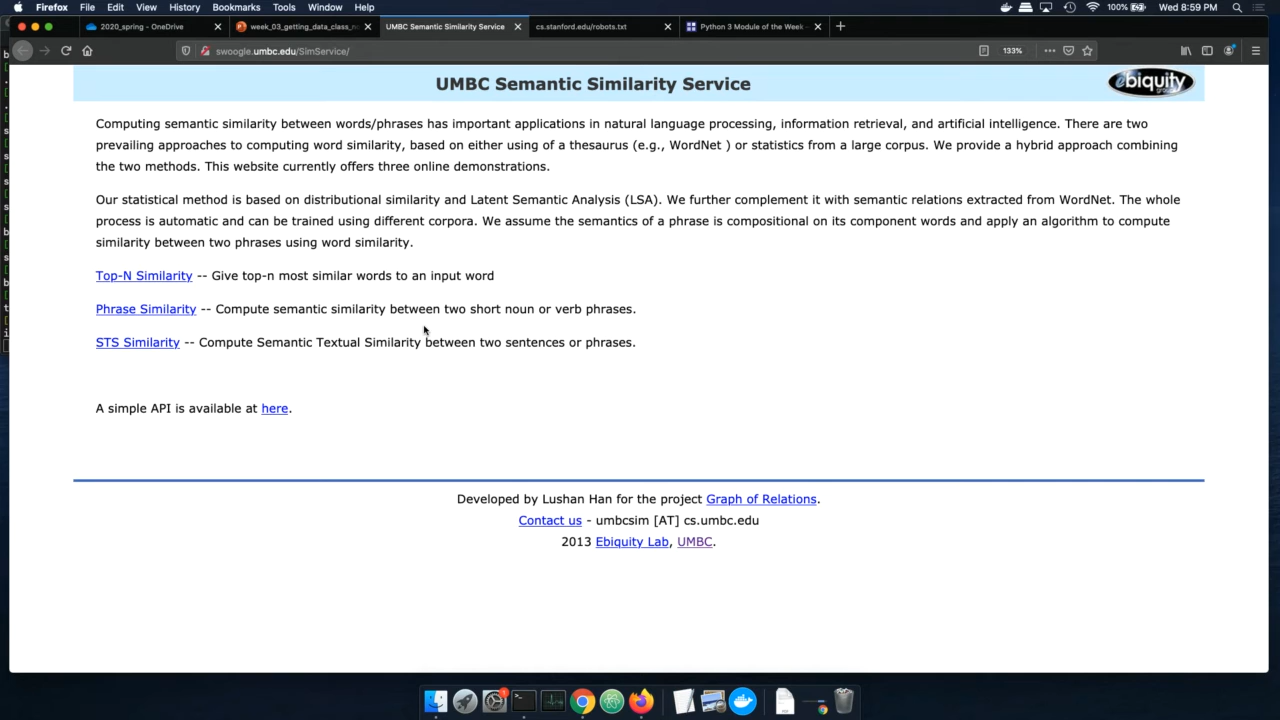 Firefox File Edit View History Bookmarks Tools Window Help 100% Wed 8:59 PM
2020_spring - OneDrive week_03_getting_data_class_no UMBC Semantic Similarity Service cs.stanford.edu/robots.txt Python 3 Module of the Week
swoogle.umbc.edu/SimService/ 133%
UMBC Semantic Similarity Service
ebiquity
Computing semantic similarity between words/phrases has important applications in natural language processing, information retrieval, and artificial intelligence. There are two
prevailing approaches to computing word similarity, based on either using of a thesaurus (e.g., WordNet ) or statistics from a large corpus. We provide a hybrid approach combining
the two methods. This website currently offers three online demonstrations.
Our statistical method is based on distributional similarity and Latent Semantic Analysis (LSA). We further complement it with semantic relations extracted from WordNet. The whole
process is automatic and can be trained using different corpora. We assume the semantics of a phrase is compositional on its component words and apply an algorithm to compute
similarity between two phrases using word similarity.
Top-N Similarity -- Give top-n most similar words to an input word
Phrase Similarity -- Compute semantic similarity between two short noun or verb phrases.
STS Similarity -- Compute Semantic Textual Similarity between two sentences or phrases.
A simple API is available at here.
Developed by Lushan Han for the project Graph of Relations.
Contact us - umbcsim [AT] cs.umbc.edu
2013 Ebiquity Lab, UMBC.